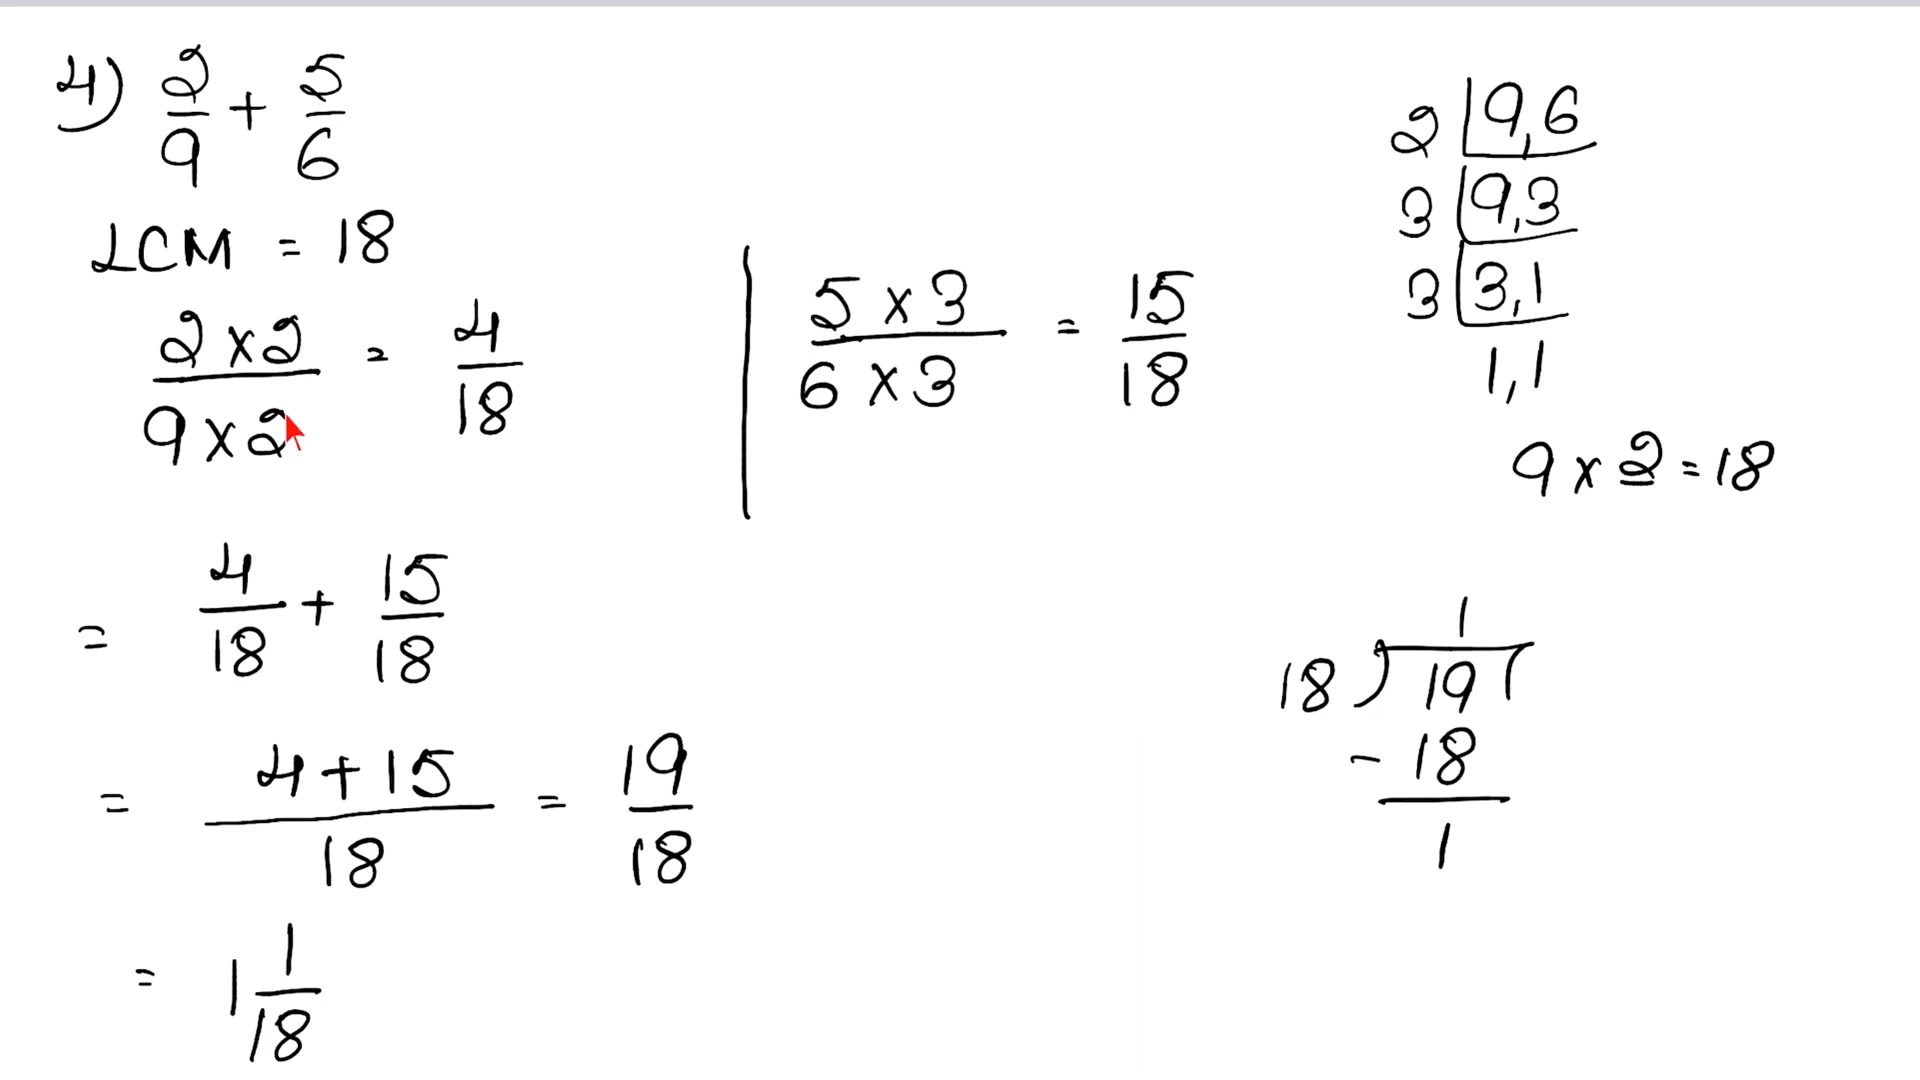 4) 2/9 + 5/6
LCM = 18
2 x 2 / 9 x 2 = 4/18
5 x 3 / 6 x 3 = 15/18
= 4/18 + 15/18
= 4 + 15 / 18 = 19/18
= 1 1/18
2 | 9, 6
3 | 9, 3
3 | 3, 1
1, 1
9 x 2 = 18
1
18 ) 19 (
- 18
1